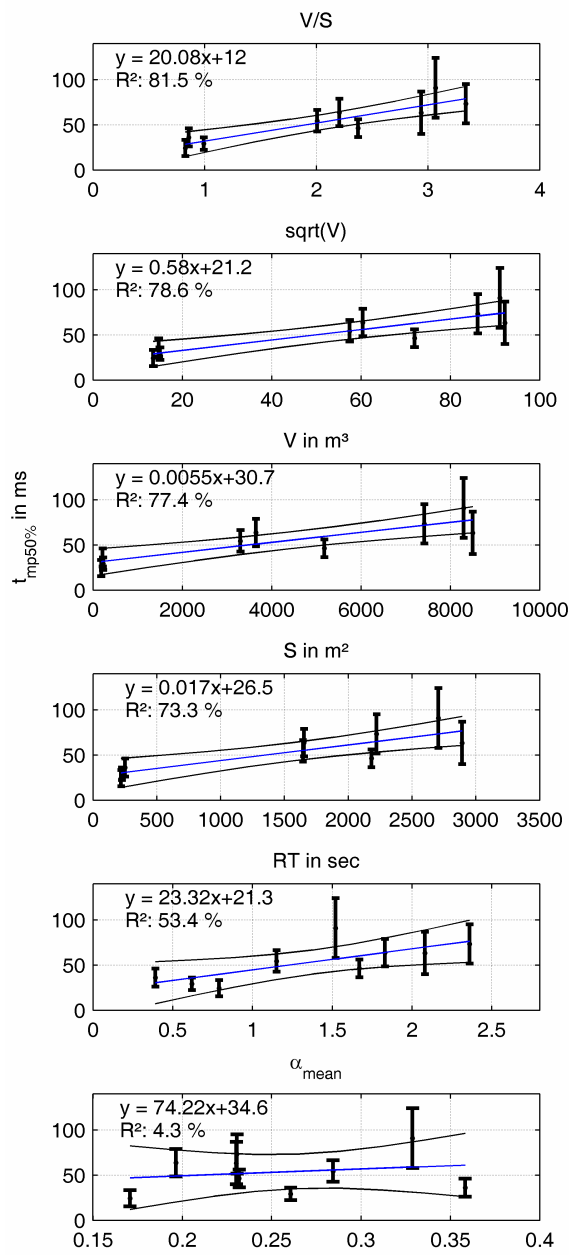 V/S
y = 20.08x+12
R²: 81.5 %
100
50
0
0 1 2 3 4
sqrt(V)
y = 0.58x+21.2
R²: 78.6 %
100
50
0
0 20 40 60 80 100
V in m³
y = 0.0055x+30.7
R²: 77.4 %
100
50
0
0 2000 4000 6000 8000 10000
t_mp50% in ms
S in m²
y = 0.017x+26.5
R²: 73.3 %
100
50
0
0 500 1000 1500 2000 2500 3000 3500
RT in sec
y = 23.32x+21.3
R²: 53.4 %
100
50
0
0 0.5 1 1.5 2 2.5
α_mean
y = 74.22x+34.6
R²: 4.3 %
100
50
0
0.15 0.2 0.25 0.3 0.35 0.4